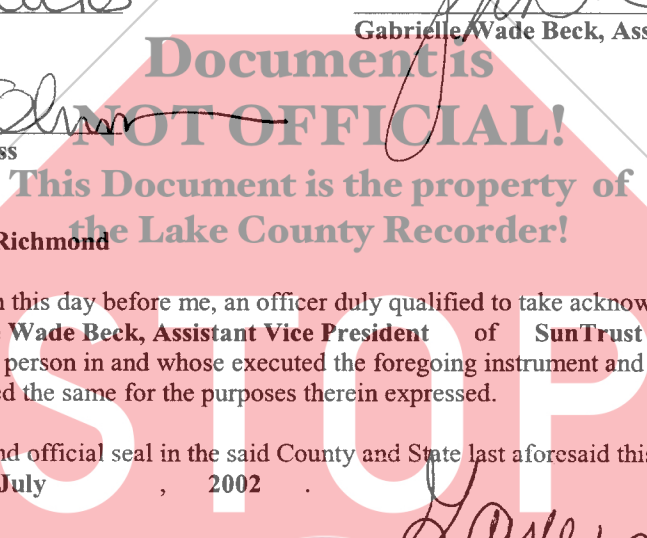 Gabrielle Wade Beck, Ass
Document is
NOT OFFICIAL!
ss
This Document is the property of
the Lake County Recorder!
Richmond
n this day before me, an officer duly qualified to take acknow
Wade Beck, Assistant Vice President of SunTrust
person in and whose executed the foregoing instrument and
ed the same for the purposes therein expressed.
nd official seal in the said County and State last aforesaid this
July , 2002 .
STOP